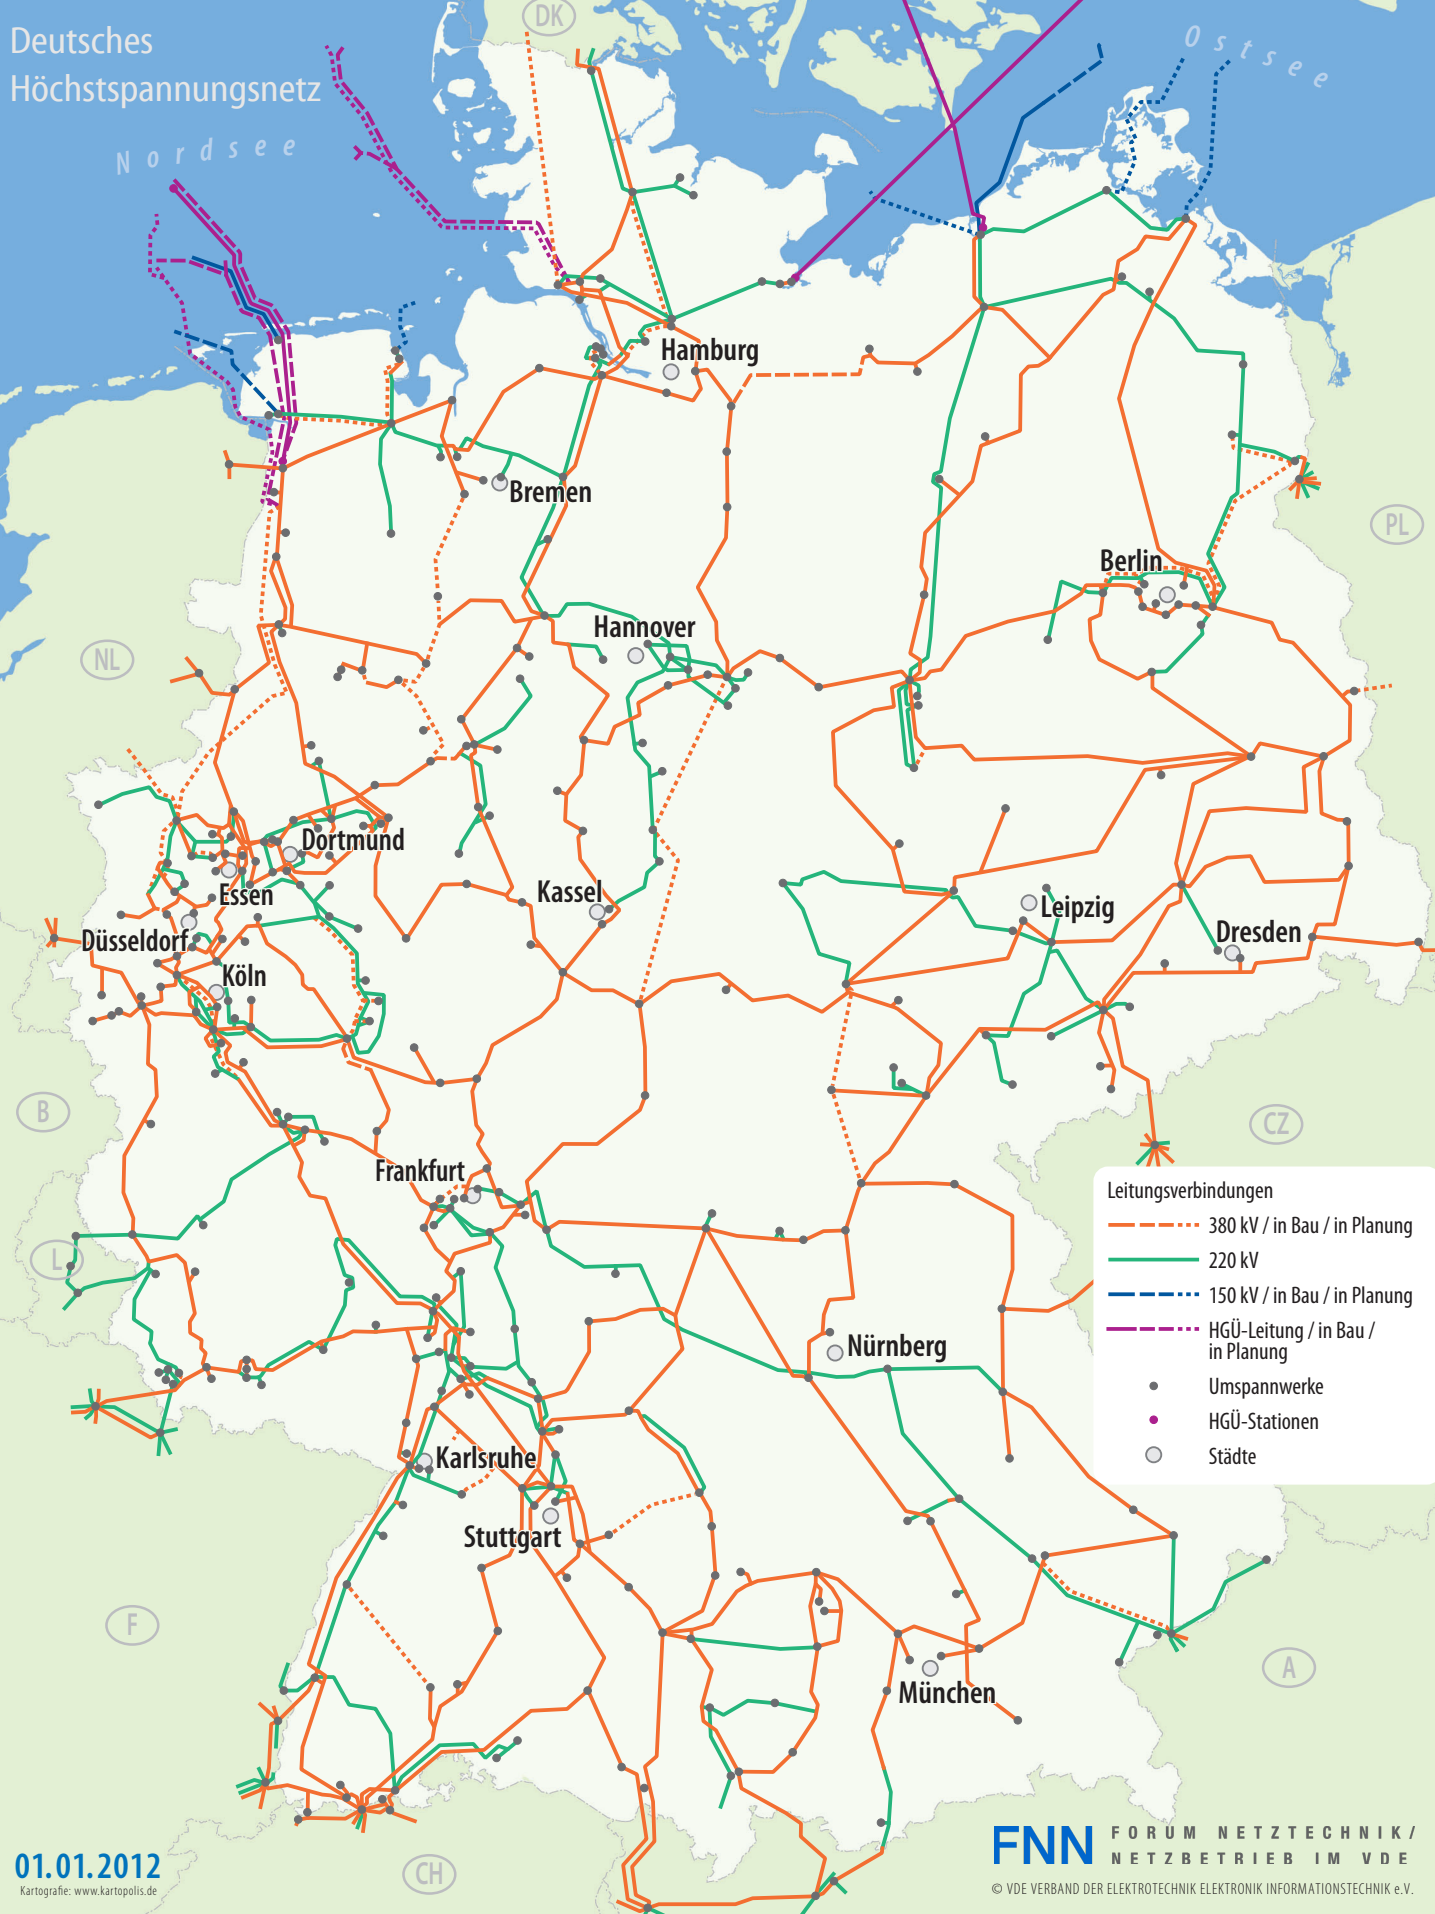 Deutsches
Höchstspannungsnetz
DK
Ostsee
Nordsee
Hamburg
Bremen
PL
Berlin
Hannover
NL
Dortmund
Essen
Kassel
Leipzig
Düsseldorf
Dresden
Köln
B
CZ
Frankfurt
L
Leitungsverbindungen
380 kV / in Bau / in Planung
220 kV
150 kV / in Bau / in Planung
HGÜ-Leitung / in Bau /
in Planung
Umspannwerke
HGÜ-Stationen
Städte
Nürnberg
Karlsruhe
Stuttgart
F
A
München
CH
01.01.2012
Kartografie: www.kartopolis.de
FNN FORUM NETZTECHNIK/
NETZBETRIEB IM VDE
© VDE VERBAND DER ELEKTROTECHNIK ELEKTRONIK INFORMATIONSTECHNIK e.V.